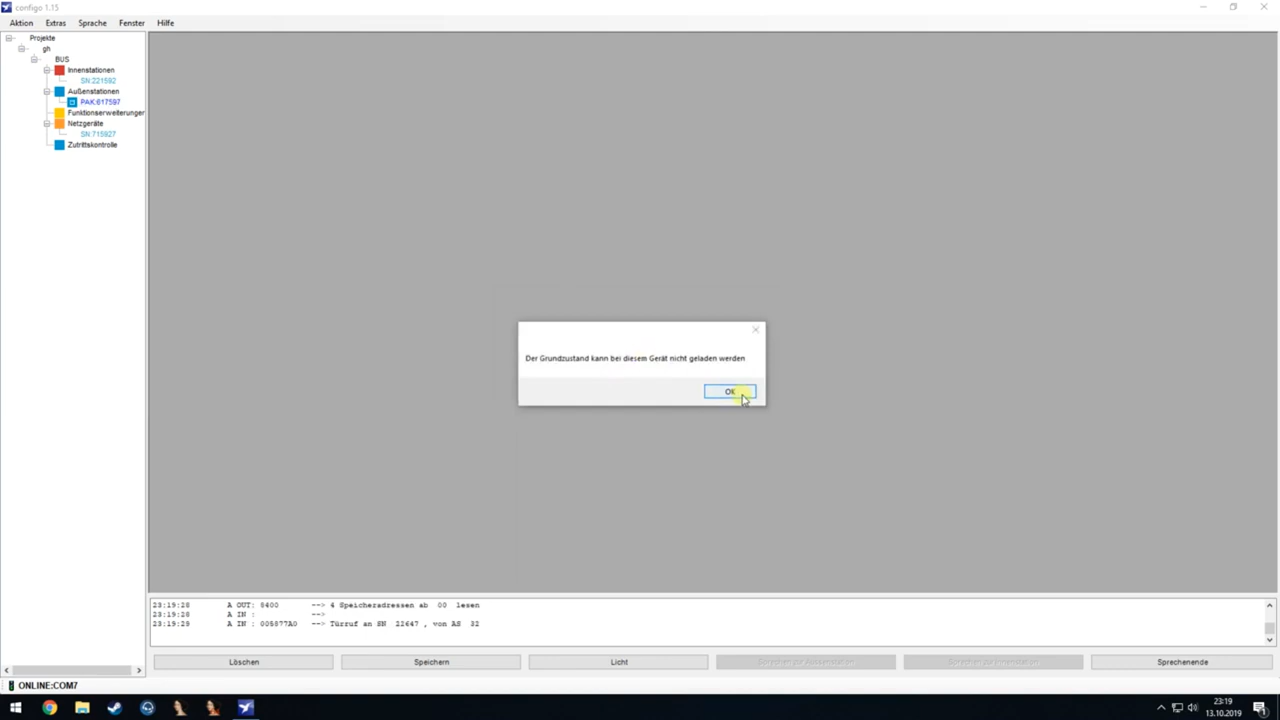 configo 1.15
Aktion Extras Sprache Fenster Hilfe
Projekte
gh
BUS
Innenstationen
SN:221592
Außenstationen
PAK:617597
Funktionserweiterunger
Netzgeräte
SN:715927
Zutrittskontrolle
Der Grundzustand kann bei diesem Gerät nicht geladen werden
OK
23:19:28 A OUT: 8400 --> 4 Speicheradressen ab 00 lesen
23:19:28 A IN : -->
23:19:29 A IN : 005877A0 --> Türruf an SN 22647 , von AS 32
Löschen Speichern Licht Sprechenende
ONLINE:COM7
23:19
13.10.2019